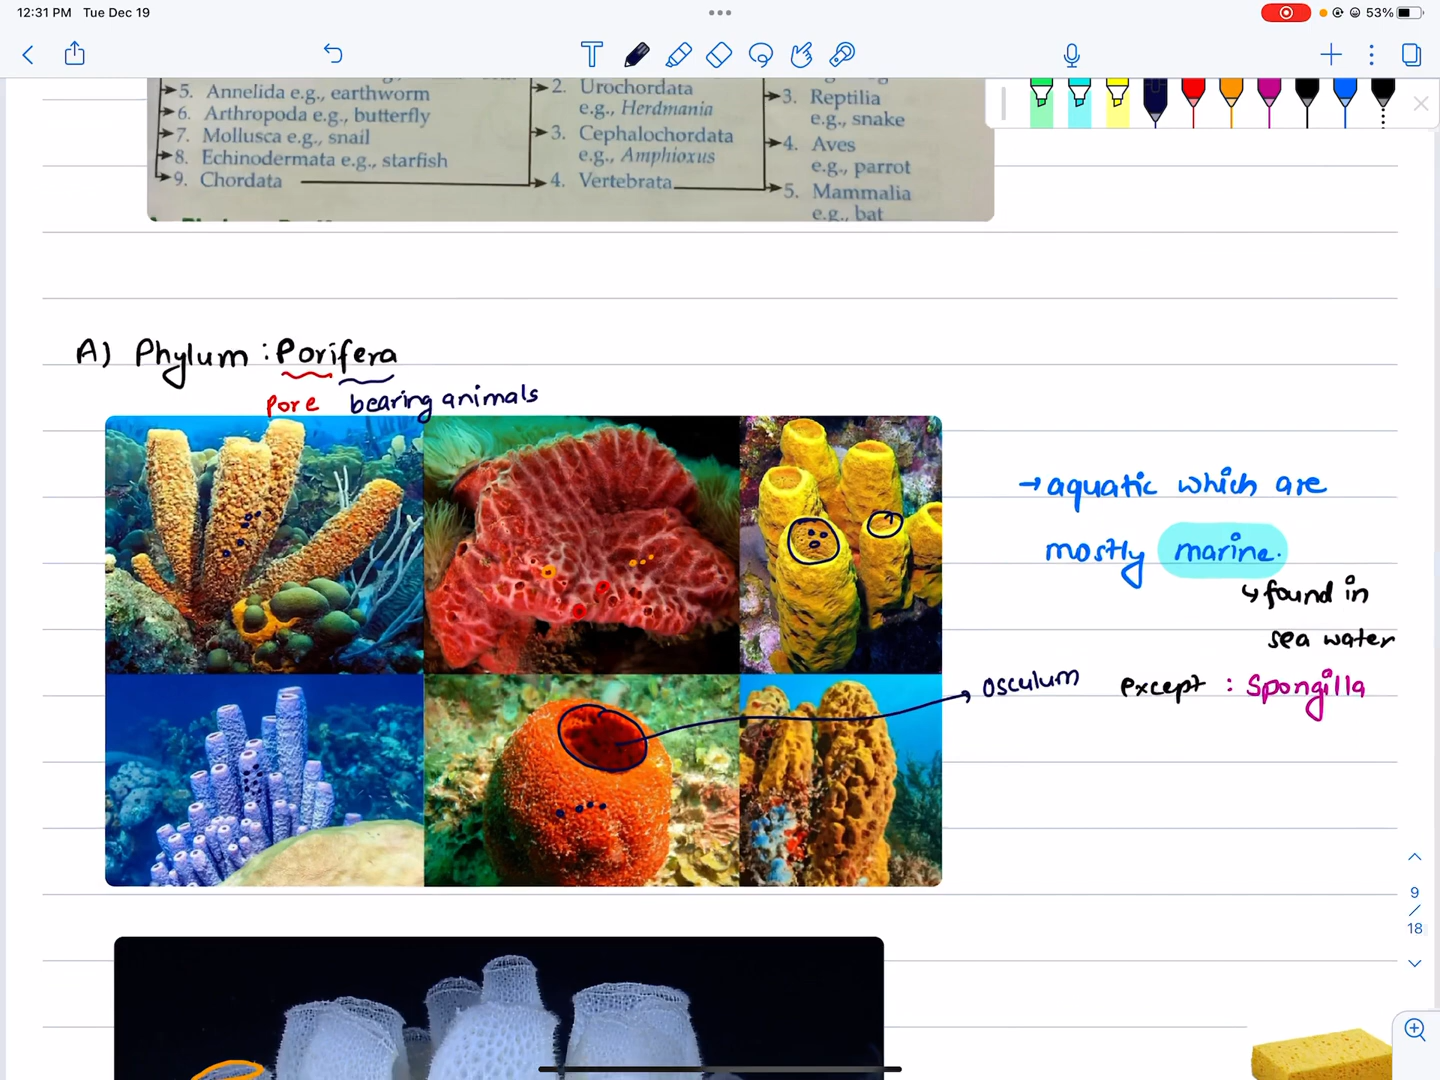 12:31 PM Tue Dec 19
53%
5. Annelida e.g., earthworm
6. Arthropoda e.g., butterfly
7. Mollusca e.g., snail
8. Echinodermata e.g., starfish
9. Chordata
2. Urochordata
e.g., Herdmania
3. Cephalochordata
e.g., Amphioxus
4. Vertebrata
3. Reptilia
e.g., snake
4. Aves
e.g., parrot
5. Mammalia
e.g., bat
A) Phylum : Porifera
Pore bearing animals
→ aquatic which are
mostly marine.
↳ found in
sea water
osculum
except : Spongilla
9
/
18